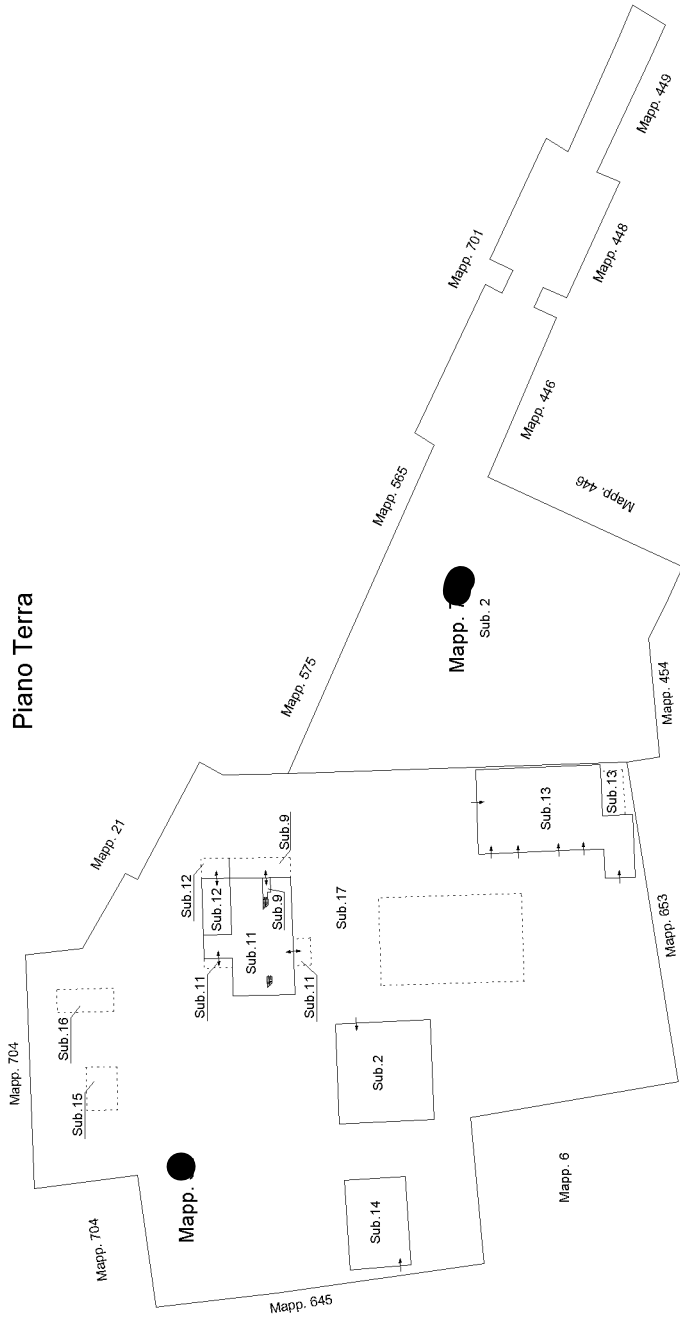 Piano Terra
Mapp. 704
Mapp. 704
Mapp. 645
Mapp. 21
Mapp. 575
Mapp. 565
Mapp. 701
Mapp. 449
Mapp. 448
Mapp. 446
Mapp. 446
Mapp. 454
Mapp. 653
Mapp. 6
Mapp.
Mapp.
Sub. 2
Sub.15
Sub.16
Sub.11
Sub.12
Sub.12
Sub.9
Sub.9
Sub.11
Sub.11
Sub.17
Sub.13
Sub.13
Sub.2
Sub.14